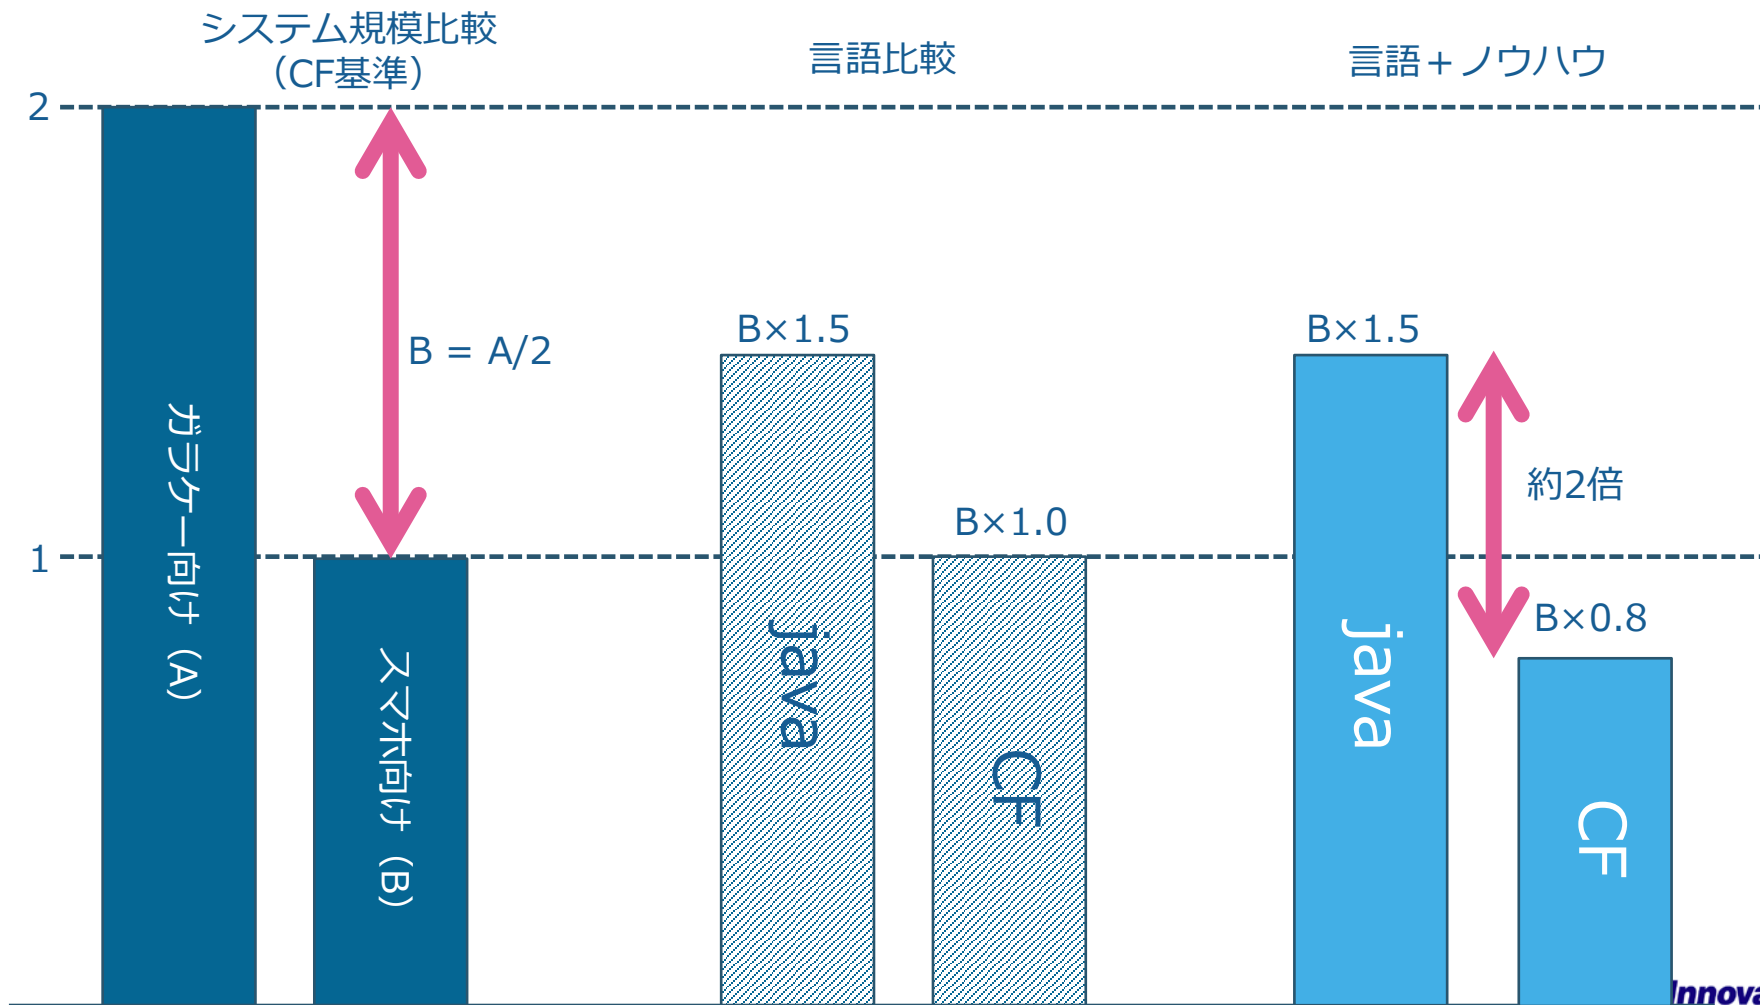 システム規模比較
（CF基準）
言語比較
言語＋ノウハウ
2
B = A/2
B×1.5
B×1.5
約2倍
B×1.0
1
B×0.8
ガラケー向け（A）
スマホ向け（B）
java
CF
java
CF